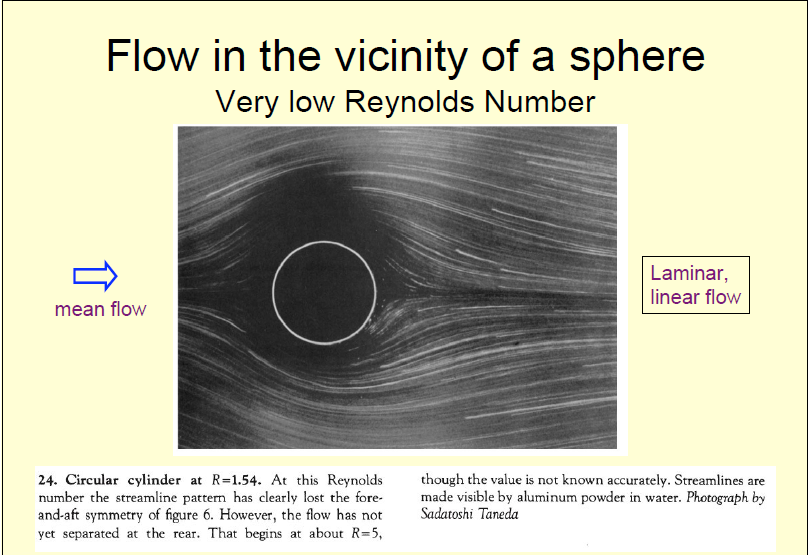 Flow in the vicinity of a sphere
Very low Reynolds Number
mean flow
Laminar,
linear flow
24. Circular cylinder at R=1.54. At this Reynolds
number the streamline pattern has clearly lost the fore-
and-aft symmetry of figure 6. However, the flow has not
yet separated at the rear. That begins at about R=5,
though the value is not known accurately. Streamlines are
made visible by aluminum powder in water. Photograph by
Sadatoshi Taneda